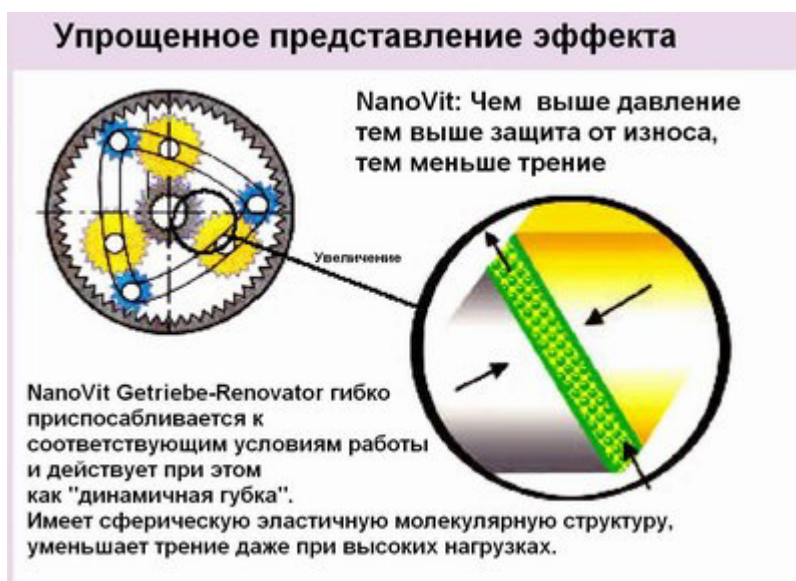 Упрощенное представление эффекта
NanoVit: Чем выше давление
тем выше защита от износа,
тем меньше трение
Увеличение
NanoVit Getriebe-Renovator гибко
приспосабливается к
соответствующим условиям работы
и действует при этом
как "динамичная губка".
Имеет сферическую эластичную молекулярную структуру,
уменьшает трение даже при высоких нагрузках.